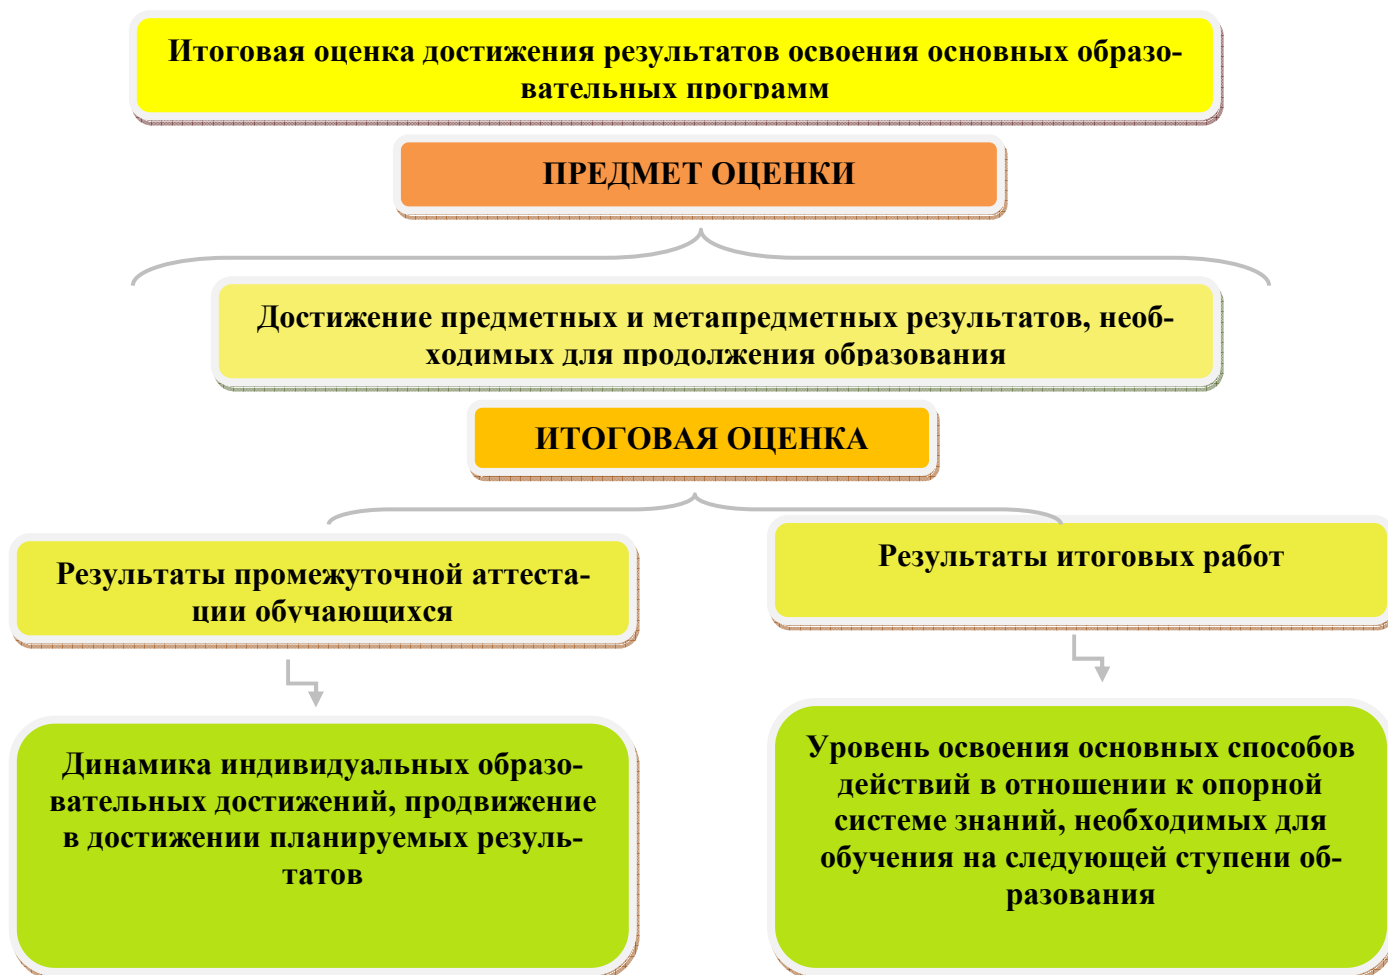 Итоговая оценка достижения результатов освоения основных образо-
вательных программ
ПРЕДМЕТ ОЦЕНКИ
Достижение предметных и метапредметных результатов, необ-
ходимых для продолжения образования
ИТОГОВАЯ ОЦЕНКА
Результаты промежуточной аттеста-
ции обучающихся
Результаты итоговых работ
Динамика индивидуальных образо-
вательных достижений, продвижение
в достижении планируемых резуль-
татов
Уровень освоения основных способов
действий в отношении к опорной
системе знаний, необходимых для
обучения на следующей ступени об-
разования